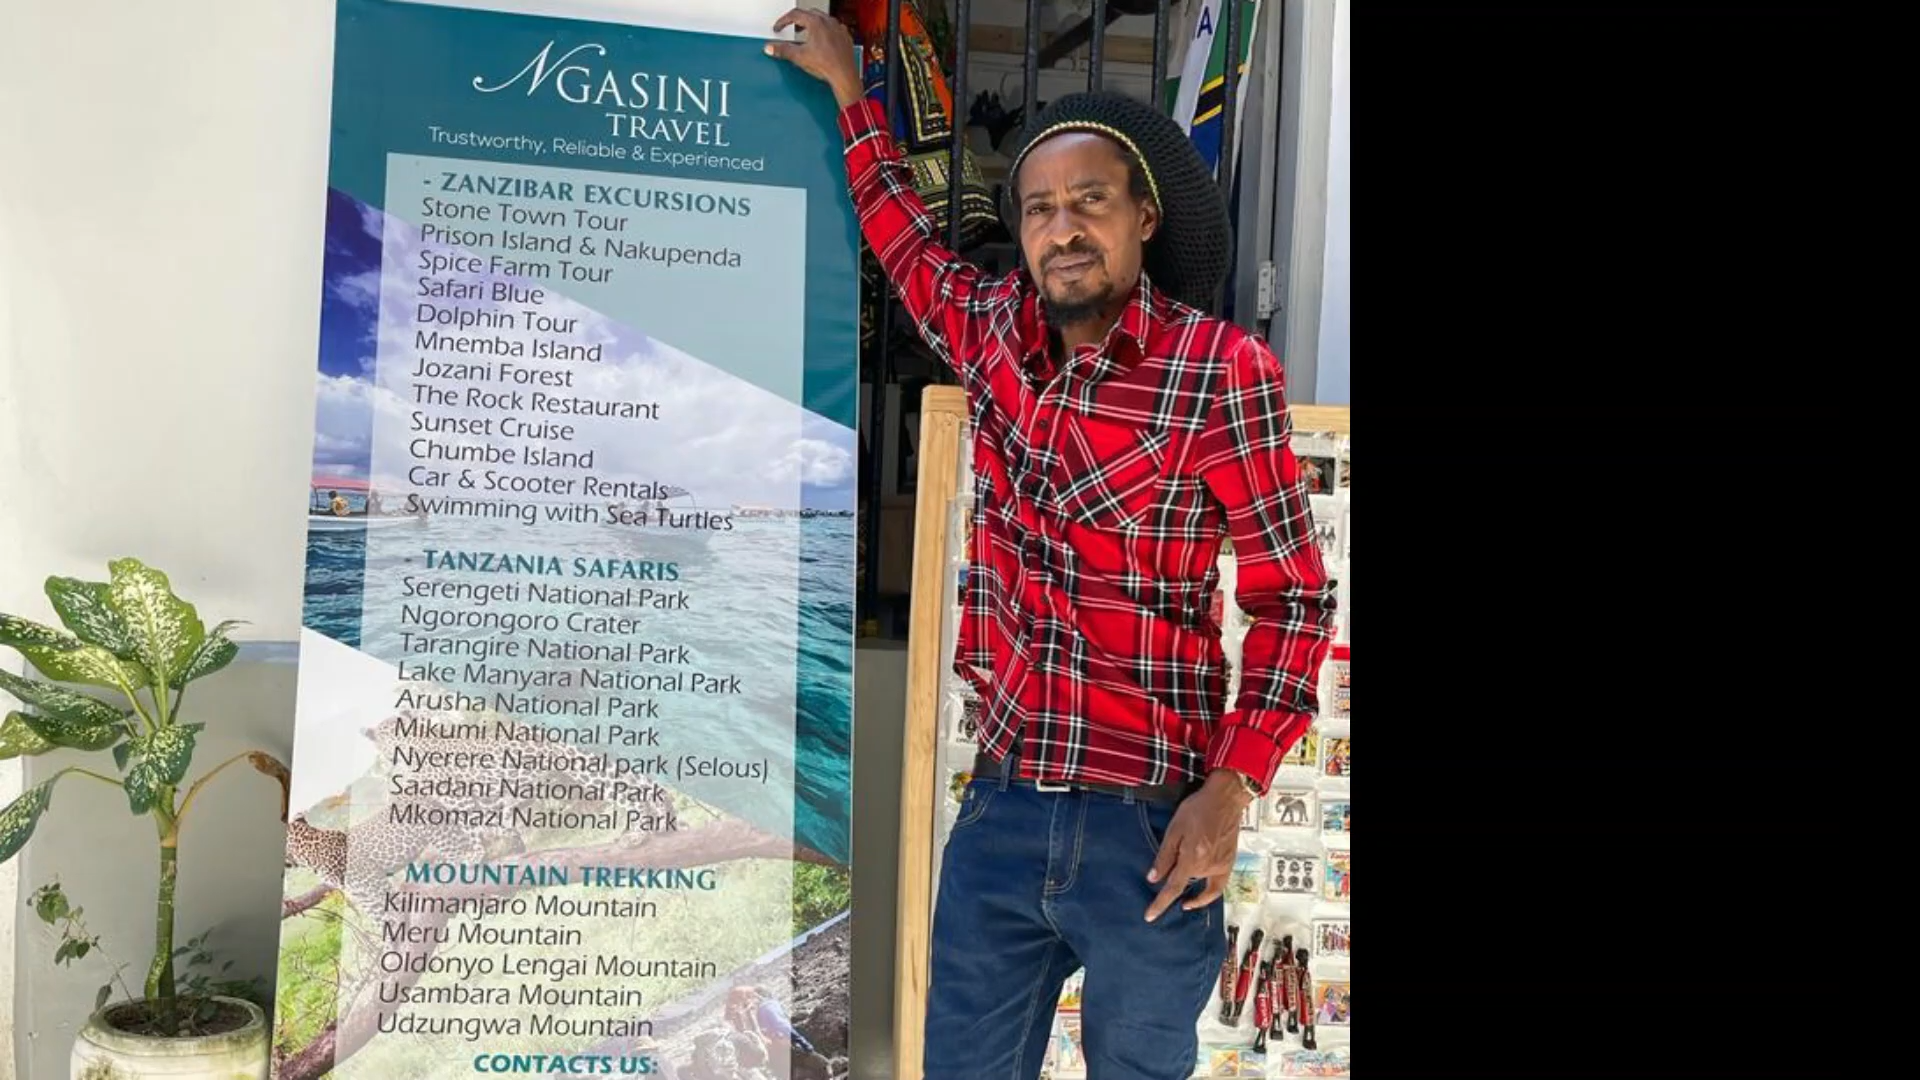 NGASINI
TRAVEL
Trustworthy, Reliable & Experienced
- ZANZIBAR EXCURSIONS
Stone Town Tour
Prison Island & Nakupenda
Spice Farm Tour
Safari Blue
Dolphin Tour
Mnemba Island
Jozani Forest
The Rock Restaurant
Sunset Cruise
Chumbe Island
Car & Scooter Rentals
Swimming with Sea Turtles
- TANZANIA SAFARIS
Serengeti National Park
Ngorongoro Crater
Tarangire National Park
Lake Manyara National Park
Arusha National Park
Mikumi National Park
Nyerere National park (Selous)
Saadani National Park
Mkomazi National Park
- MOUNTAIN TREKKING
Kilimanjaro Mountain
Meru Mountain
Oldonyo Lengai Mountain
Usambara Mountain
Udzungwa Mountain
CONTACTS US:
A